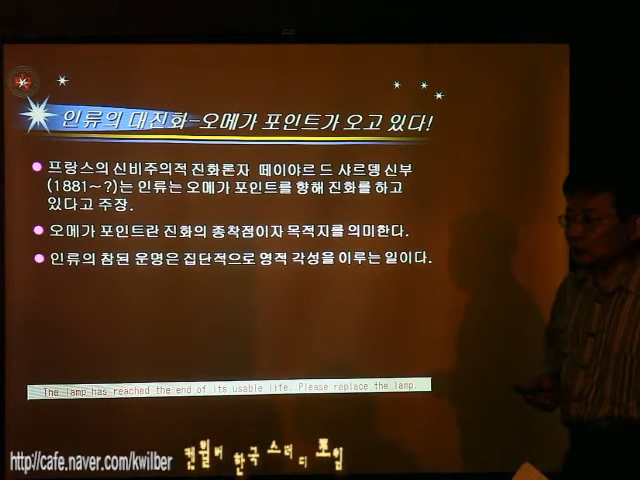 인류의 대진화-오메가 포인트가 오고 있다!
프랑스의 신비주의적 진화론자 떼이야르 드 샤르뎅 신부
(1881~?)는 인류는 오메가 포인트를 향해 진화를 하고
있다고 주장.
오메가 포인트란 진화의 종착점이자 목적지를 의미한다.
인류의 참된 운명은 집단적으로 영적 각성을 이루는 일이다.
The lamp has reached the end of its usable life. Please replace the lamp.
http://cafe.naver.com/kwilber 켄윌버 한국 스터디 모임